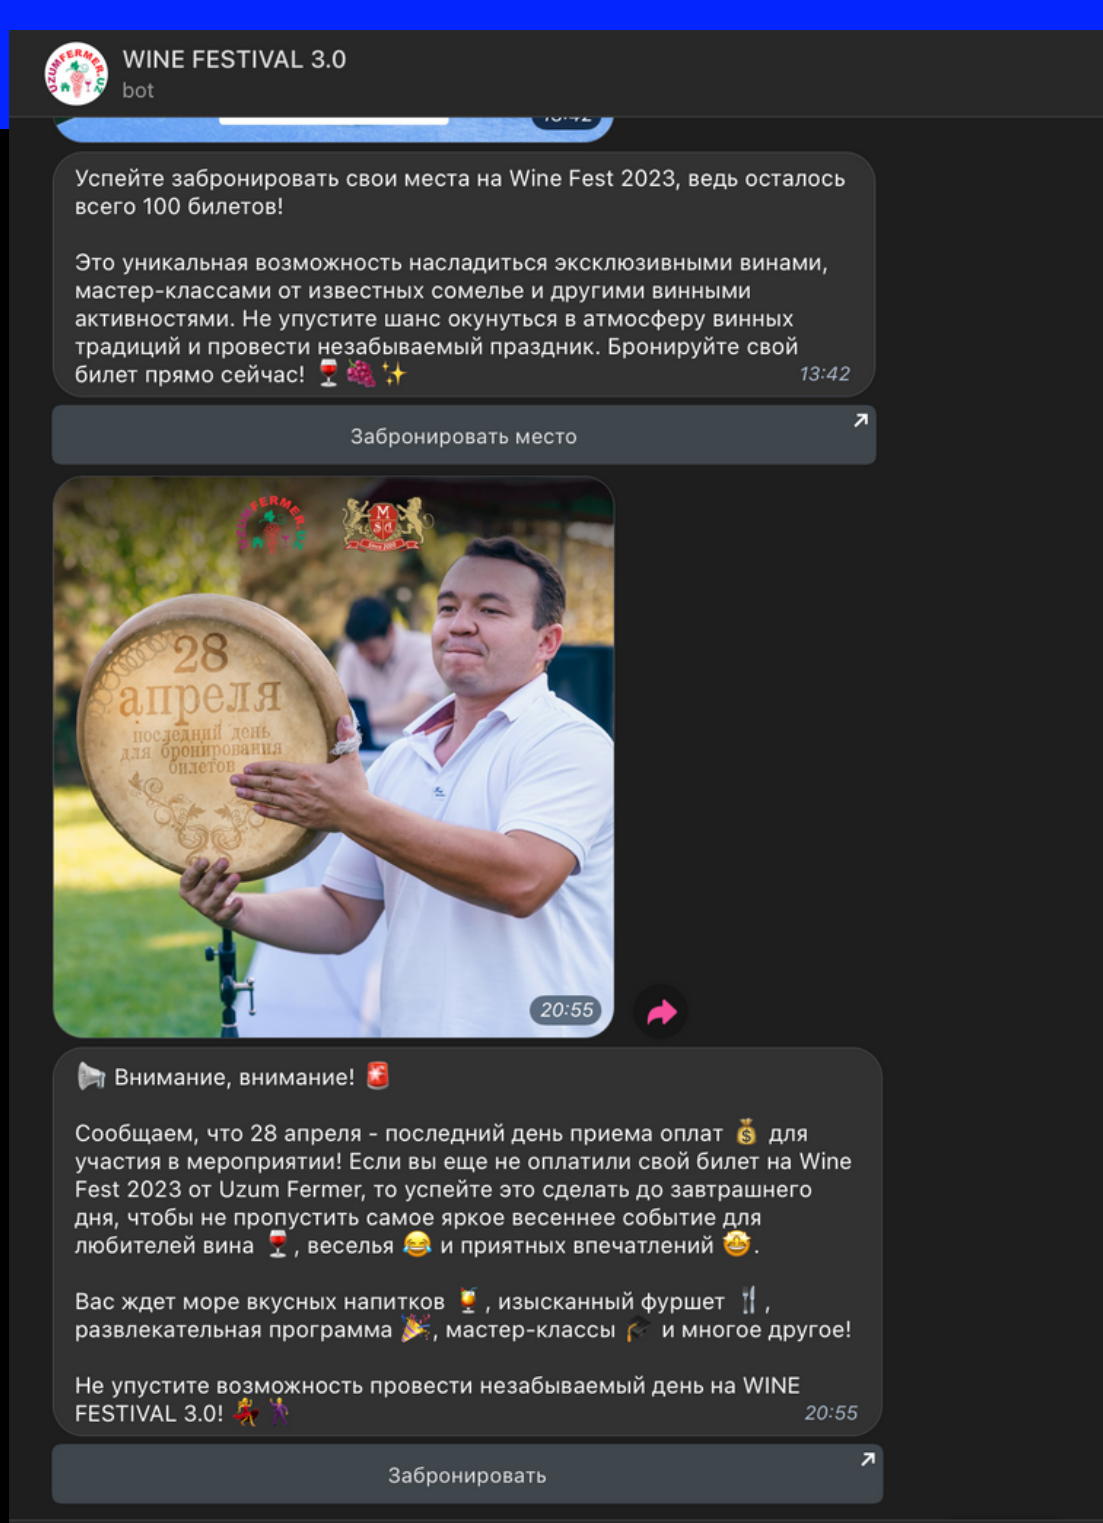 WINE FESTIVAL 3.0
bot
UZUMFERMER.UZ
13:42
Успейте забронировать свои места на Wine Fest 2023, ведь осталось
всего 100 билетов!
Это уникальная возможность насладиться эксклюзивными винами,
мастер-классами от известных сомелье и другими винными
активностями. Не упустите шанс окунуться в атмосферу винных
традиций и провести незабываемый праздник. Бронируйте свой
билет прямо сейчас! 🍷🍇✨
13:42
Забронировать место
UZUMFERMER.UZ
M
S
28
апреля
последний день
для бронирования
билетов
20:55
📢 Внимание, внимание! 🚨
Сообщаем, что 28 апреля - последний день приема оплат 💰 для
участия в мероприятии! Если вы еще не оплатили свой билет на Wine
Fest 2023 от Uzum Fermer, то успейте это сделать до завтрашнего
дня, чтобы не пропустить самое яркое весеннее событие для
любителей вина 🍷, веселья 😂 и приятных впечатлений 🤩.
Вас ждет море вкусных напитков 🍹, изысканный фуршет 🍴,
развлекательная программа 🎉, мастер-классы 🎓 и многое другое!
Не упустите возможность провести незабываемый день на WINE
FESTIVAL 3.0! 💃🕺
20:55
Забронировать